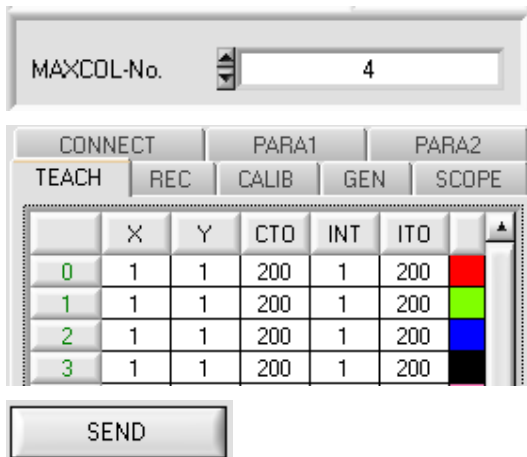 MAXCOL-No. 4
CONNECT PARA1 PARA2
TEACH REC CALIB GEN SCOPE
X Y CTO INT ITO
0 1 1 200 1 200
1 1 1 200 1 200
2 1 1 200 1 200
3 1 1 200 1 200
SEND